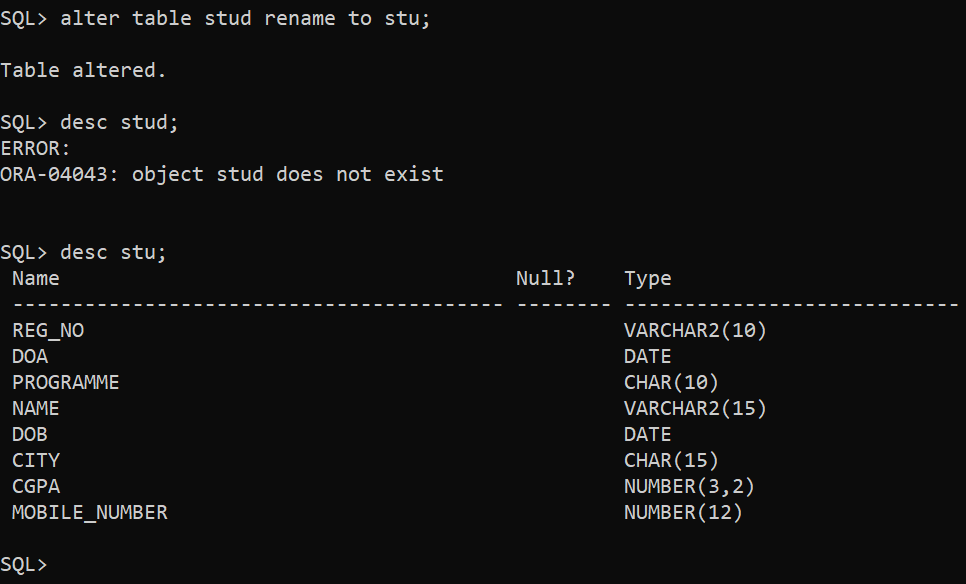 SQL> alter table stud rename to stu;
Table altered.
SQL> desc stud;
ERROR:
ORA-04043: object stud does not exist
SQL> desc stu;
Name Null? Type
----------------------------------------- -------- ----------------------------
REG_NO VARCHAR2(10)
DOA DATE
PROGRAMME CHAR(10)
NAME VARCHAR2(15)
DOB DATE
CITY CHAR(15)
CGPA NUMBER(3,2)
MOBILE_NUMBER NUMBER(12)
SQL>